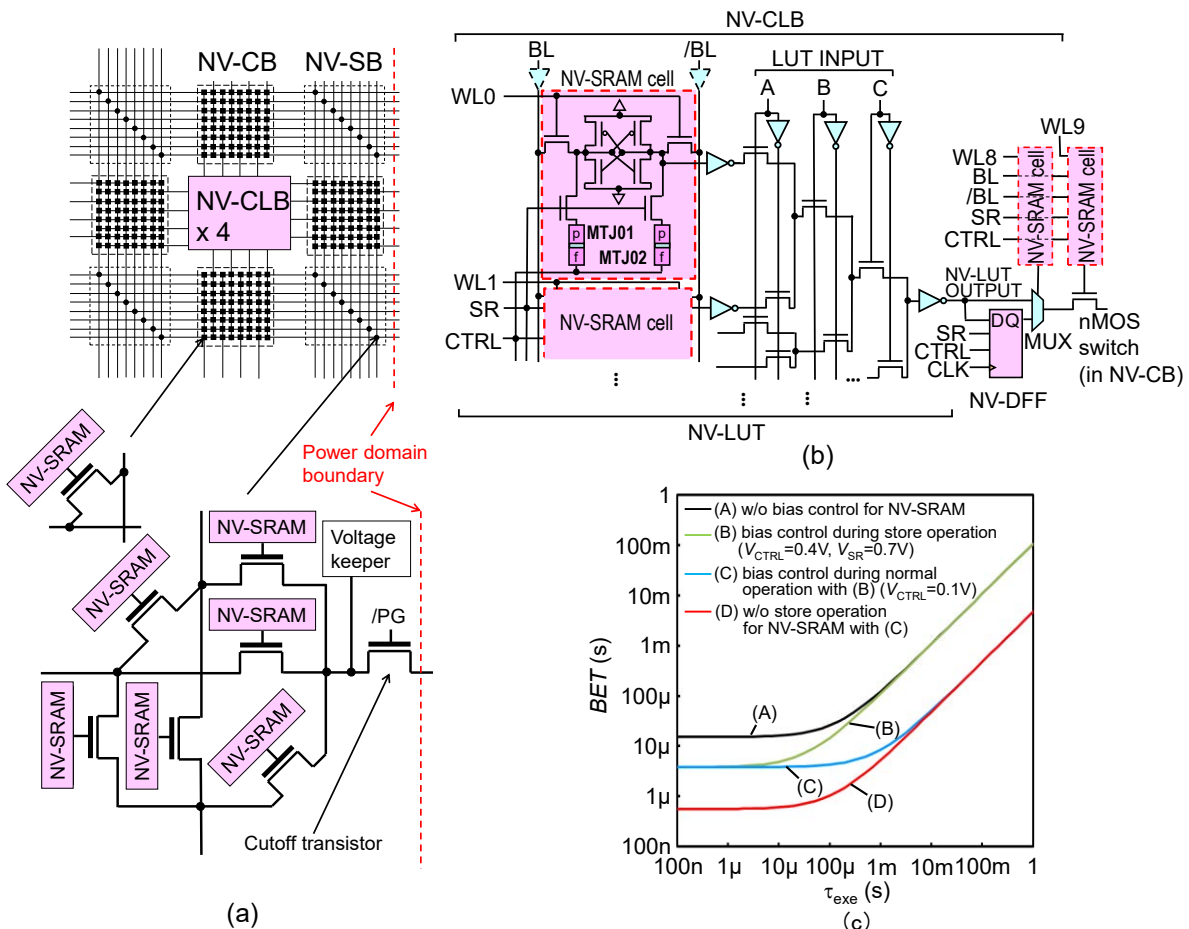 NV-CB
NV-SB
NV-CLB
x 4
NV-SRAM
Power domain
boundary
NV-SRAM
NV-SRAM
Voltage
keeper
NV-SRAM
/PG
NV-SRAM
NV-SRAM
NV-SRAM
Cutoff transistor
(a)
NV-CLB
BL
/BL
LUT INPUT
NV-SRAM cell
A
B
C
WL0
WL9
WL8
BL
/BL
SR
CTRL
NV-SRAM cell
NV-SRAM cell
p
MTJ01
p
f
MTJ02
f
WL1
SR
CTRL
NV-SRAM cell
NV-LUT
OUTPUT
DQ
SR
CTRL
CLK
MUX
nMOS
switch
(in NV-CB)
NV-DFF
...
⋮
⋮
⋮
⋮
NV-LUT
(b)
1
100m
10m
1m
100μ
10μ
1μ
100n
BET (s)
(A) w/o bias control for NV-SRAM
(B) bias control during store operation
(VCTRL=0.4V, VSR=0.7V)
(C) bias control during normal
operation with (B) (VCTRL=0.1V)
(D) w/o store operation
for NV-SRAM with (C)
(A)
(B)
(C)
(D)
100n 1μ 10μ 100μ 1m 10m 100m 1
τexe (s)
(c)